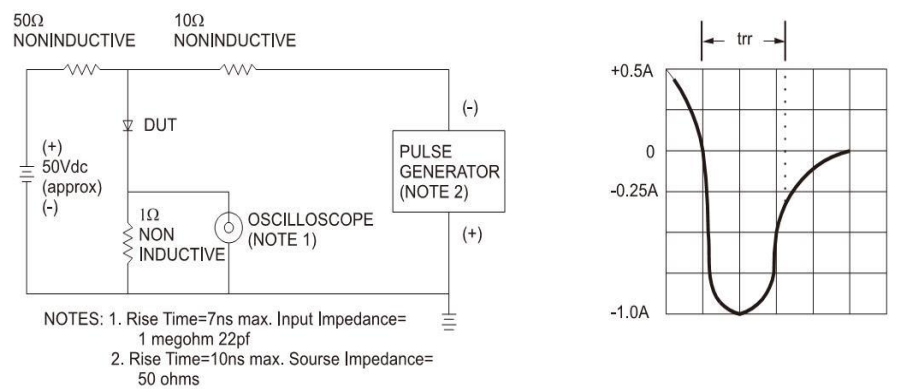 50Ω
NONINDUCTIVE
10Ω
NONINDUCTIVE
(+)
50Vdc
(approx)
(-)
DUT
1Ω
NON
INDUCTIVE
OSCILLOSCOPE
(NOTE 1)
(-)
PULSE
GENERATOR
(NOTE 2)
(+)
NOTES: 1. Rise Time=7ns max. Input Impedance=
1 megohm 22pf
2. Rise Time=10ns max. Sourse Impedance=
50 ohms
trr
+0.5A
0
-0.25A
-1.0A